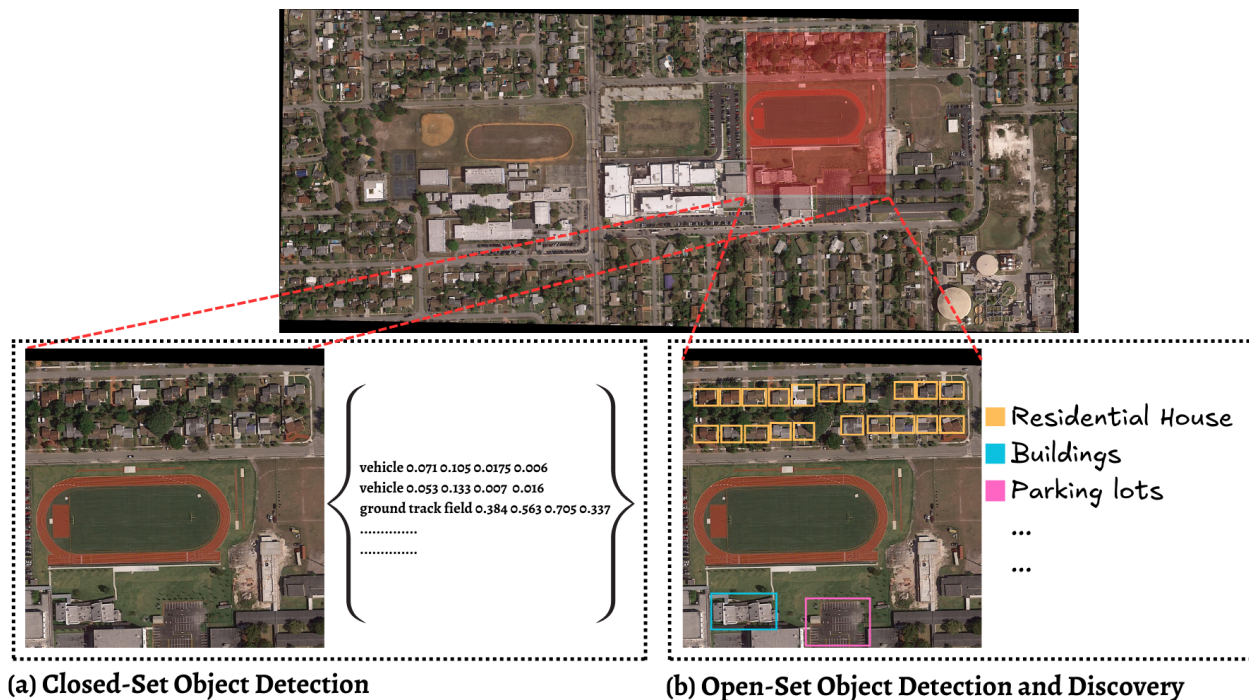 vehicle 0.071 0.105 0.0175 0.006
vehicle 0.053 0.133 0.007 0.016
ground track field 0.384 0.563 0.705 0.337
..............
..............
Residential House
Buildings
Parking lots
...
...
(a) Closed-Set Object Detection
(b) Open-Set Object Detection and Discovery